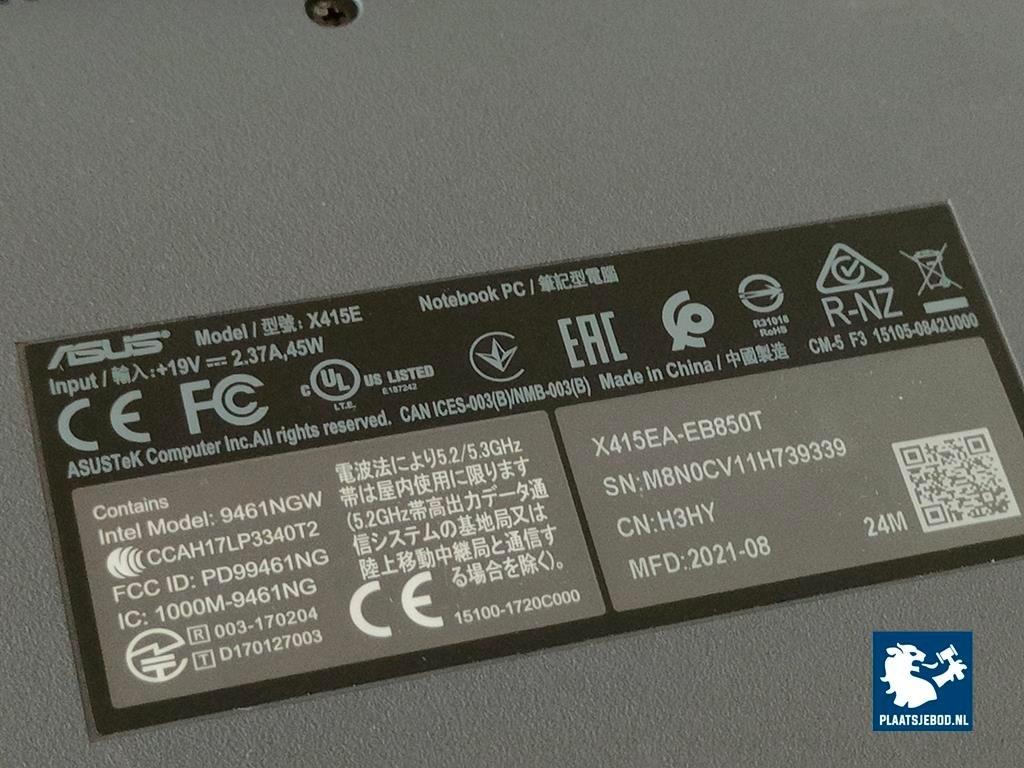 ASUS Model / 型號: X415E Notebook PC / 筆記型電腦
Input / 輸入:+19V ⎓ 2.37A,45W
CE FC C UL US LISTED E187242 I.T.E. EAC R31018 RoHS R-NZ
ASUSTeK Computer Inc.All rights reserved. CAN ICES-003(B)/NMB-003(B) Made in China / 中國製造 CM-5 F3 15105-0842U000
Contains
Intel Model: 9461NGW
CCAH17LP3340T2
FCC ID: PD99461NG
IC: 1000M-9461NG
R 003-170204
T D170127003
電波法により5.2/5.3GHz
帯は屋内使用に限ります
(5.2GHz帯高出力データ通
信システムの基地局又は
陸上移動中継局と通信す
る場合を除く)。
CE 15100-1720C000
X415EA-EB850T
SN:M8N0CV11H739339
CN:H3HY
MFD:2021-08
24M
PLAATSJEBOD.NL